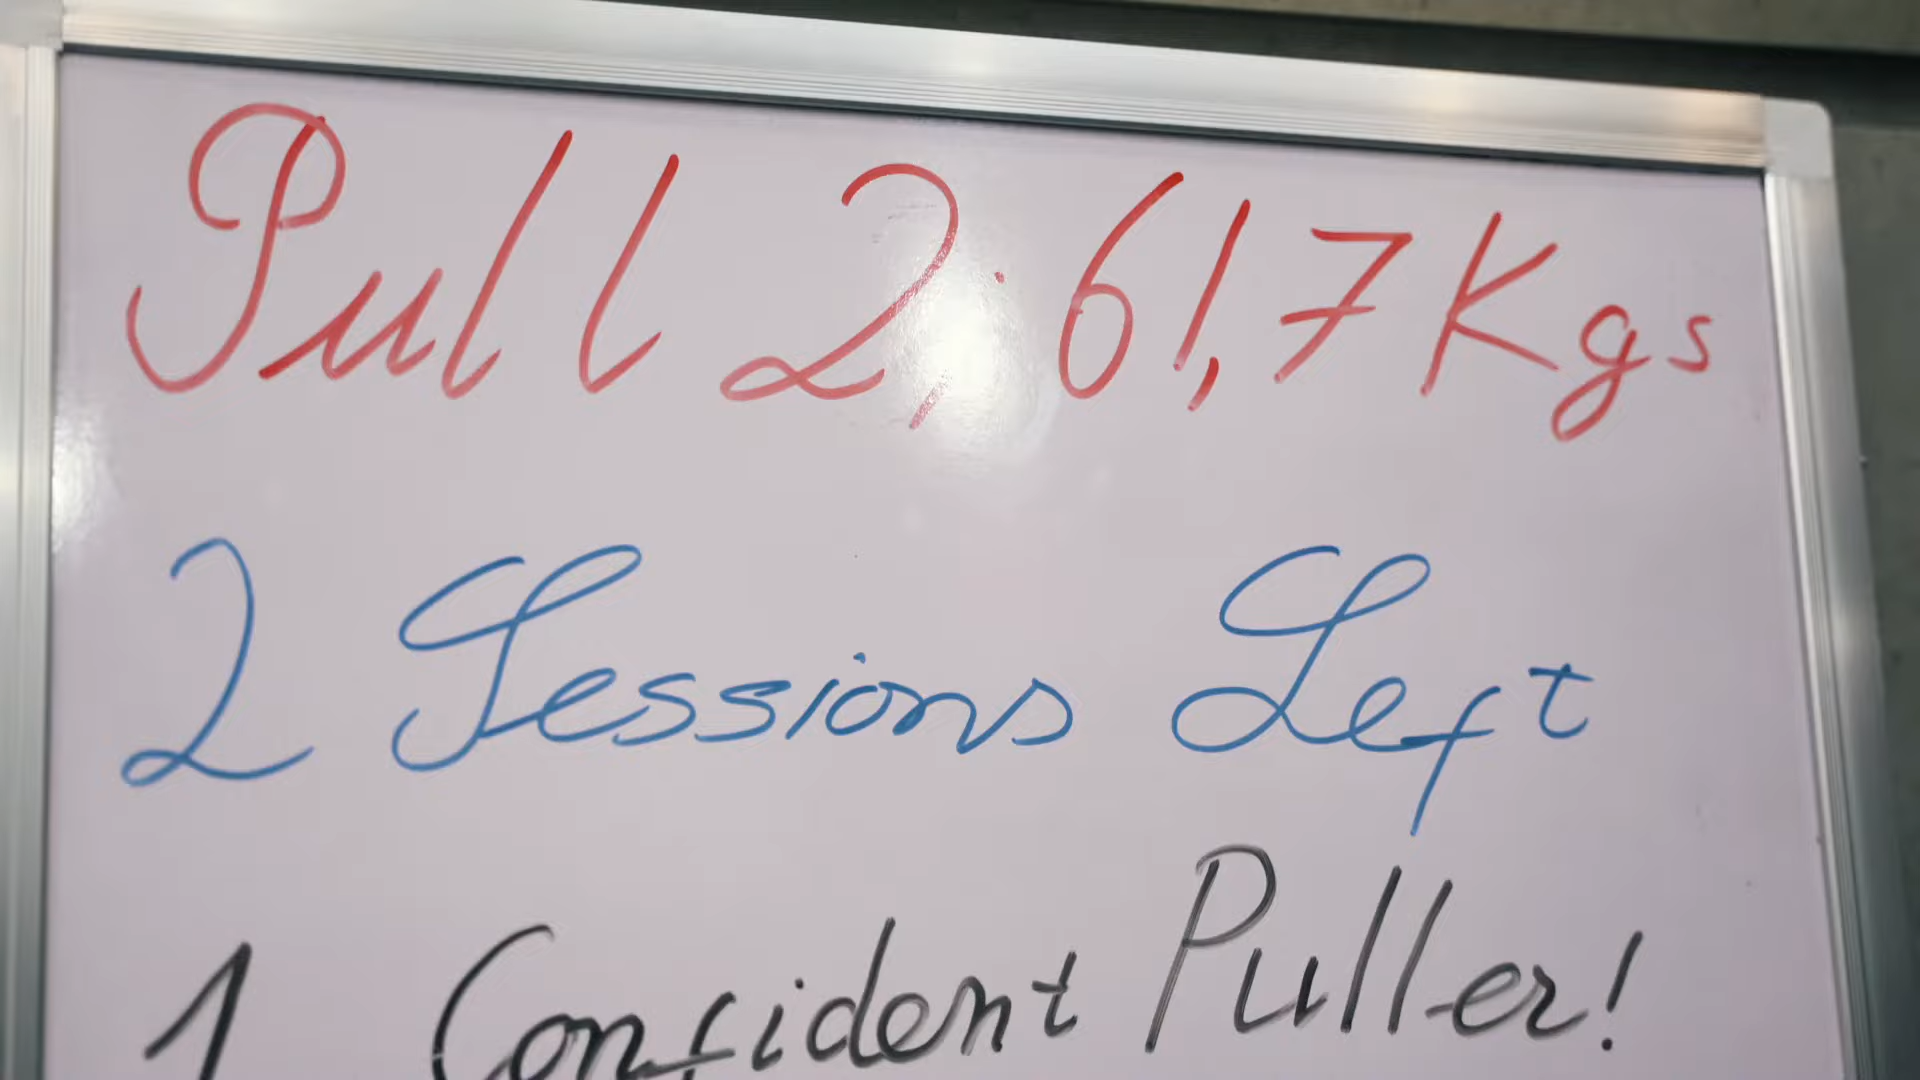 Pull 2; 61,7 Kgs
2 Sessions Left
1 Confident Puller!